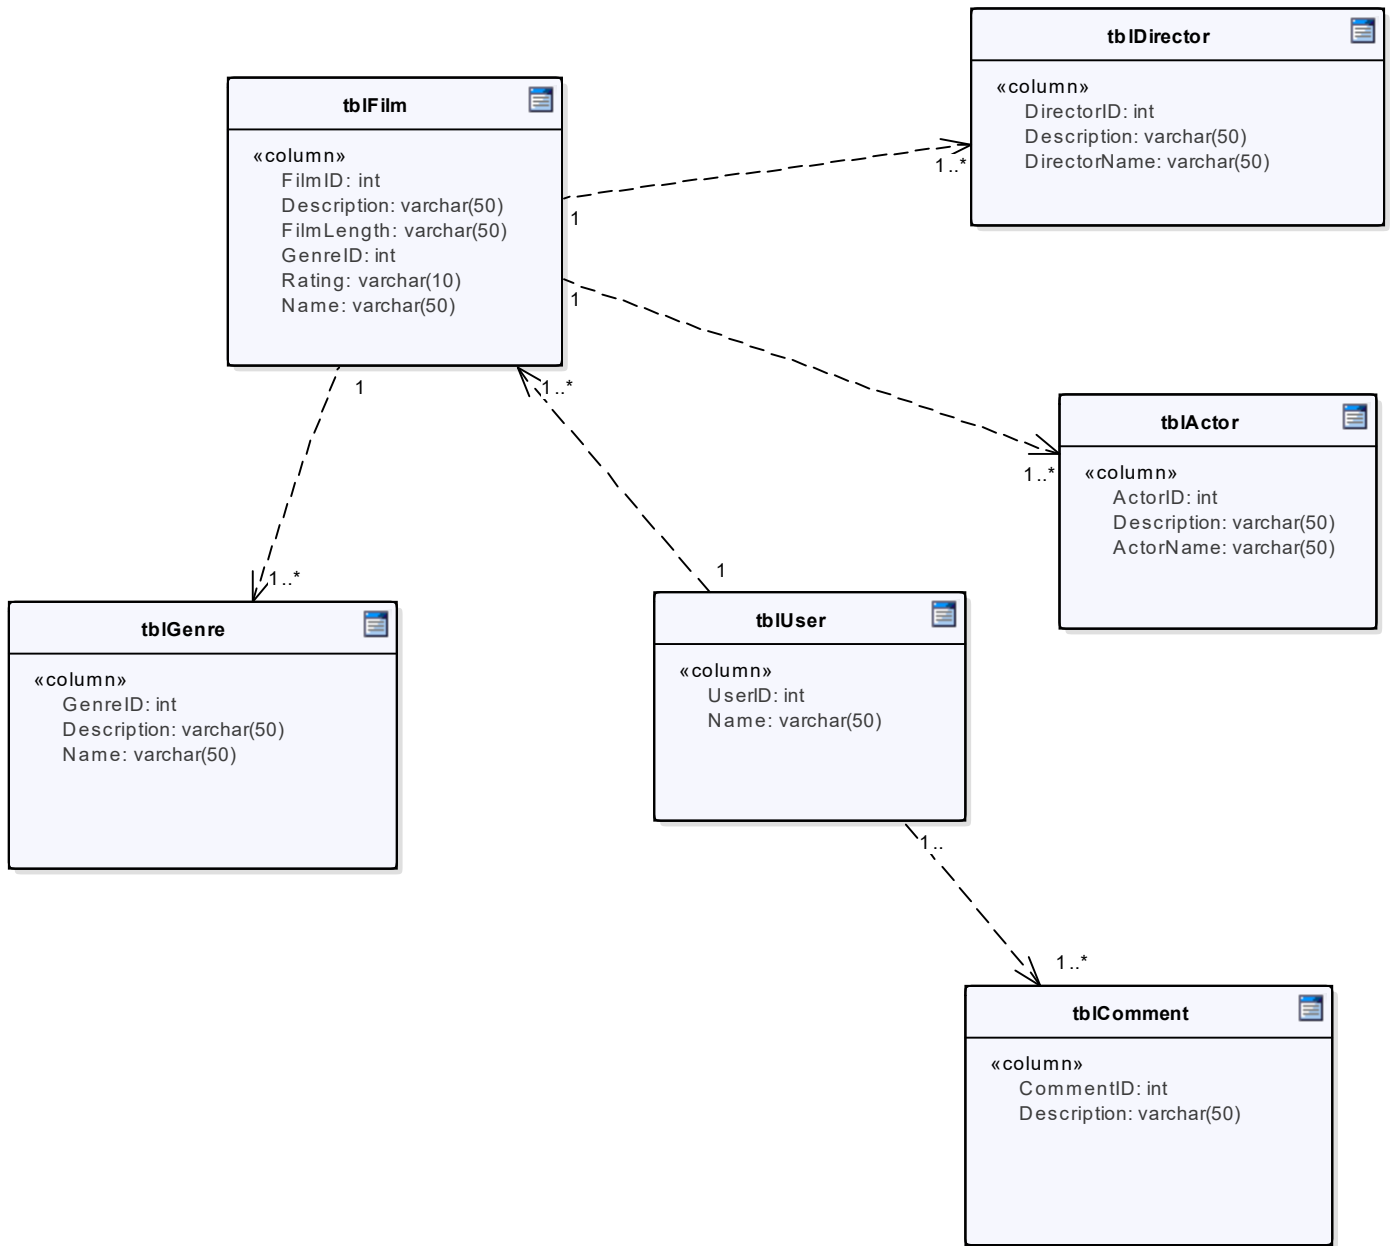 tblDirector
«column»
DirectorID: int
Description: varchar(50)
DirectorName: varchar(50)
tblFilm
«column»
FilmID: int
Description: varchar(50)
FilmLength: varchar(50)
GenreID: int
Rating: varchar(10)
Name: varchar(50)
1..*
1
1
1
1..*
tblActor
«column»
ActorID: int
Description: varchar(50)
ActorName: varchar(50)
1..*
1..*
1
tblGenre
«column»
GenreID: int
Description: varchar(50)
Name: varchar(50)
tblUser
«column»
UserID: int
Name: varchar(50)
1..
1..*
tblComment
«column»
CommentID: int
Description: varchar(50)